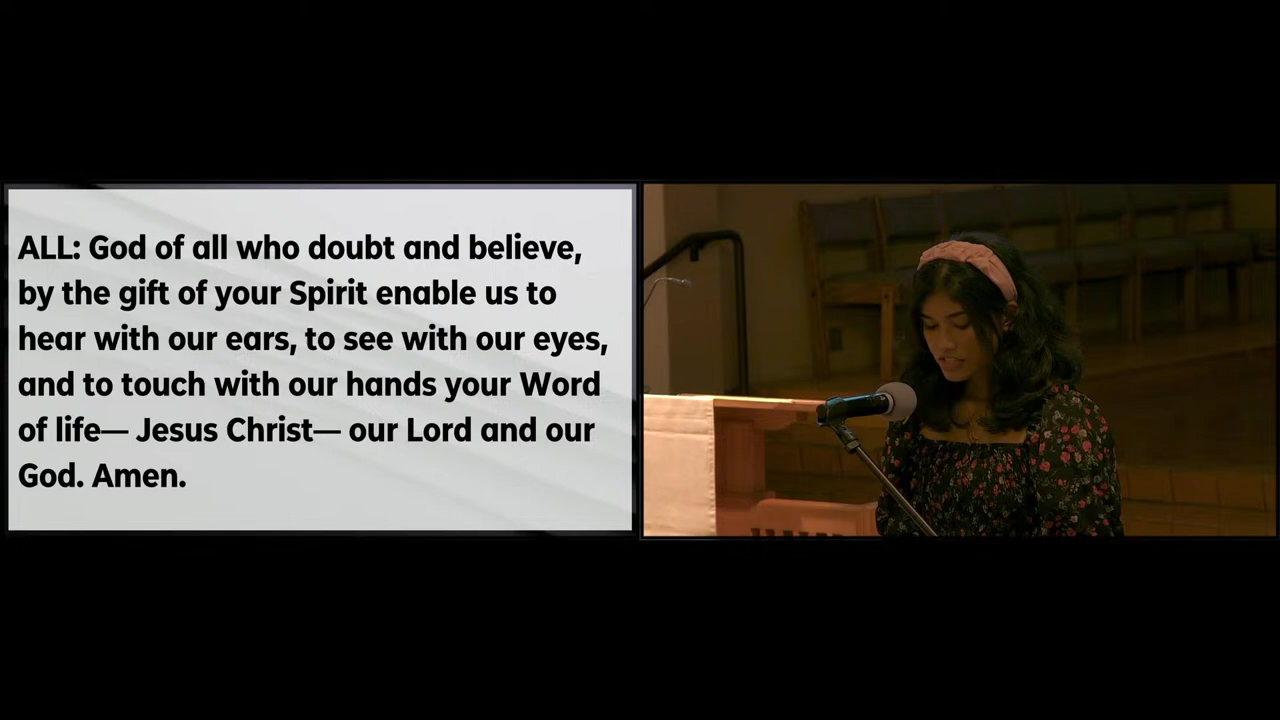 ALL: God of all who doubt and believe,
by the gift of your Spirit enable us to
hear with our ears, to see with our eyes,
and to touch with our hands your Word
of life— Jesus Christ— our Lord and our
God. Amen.